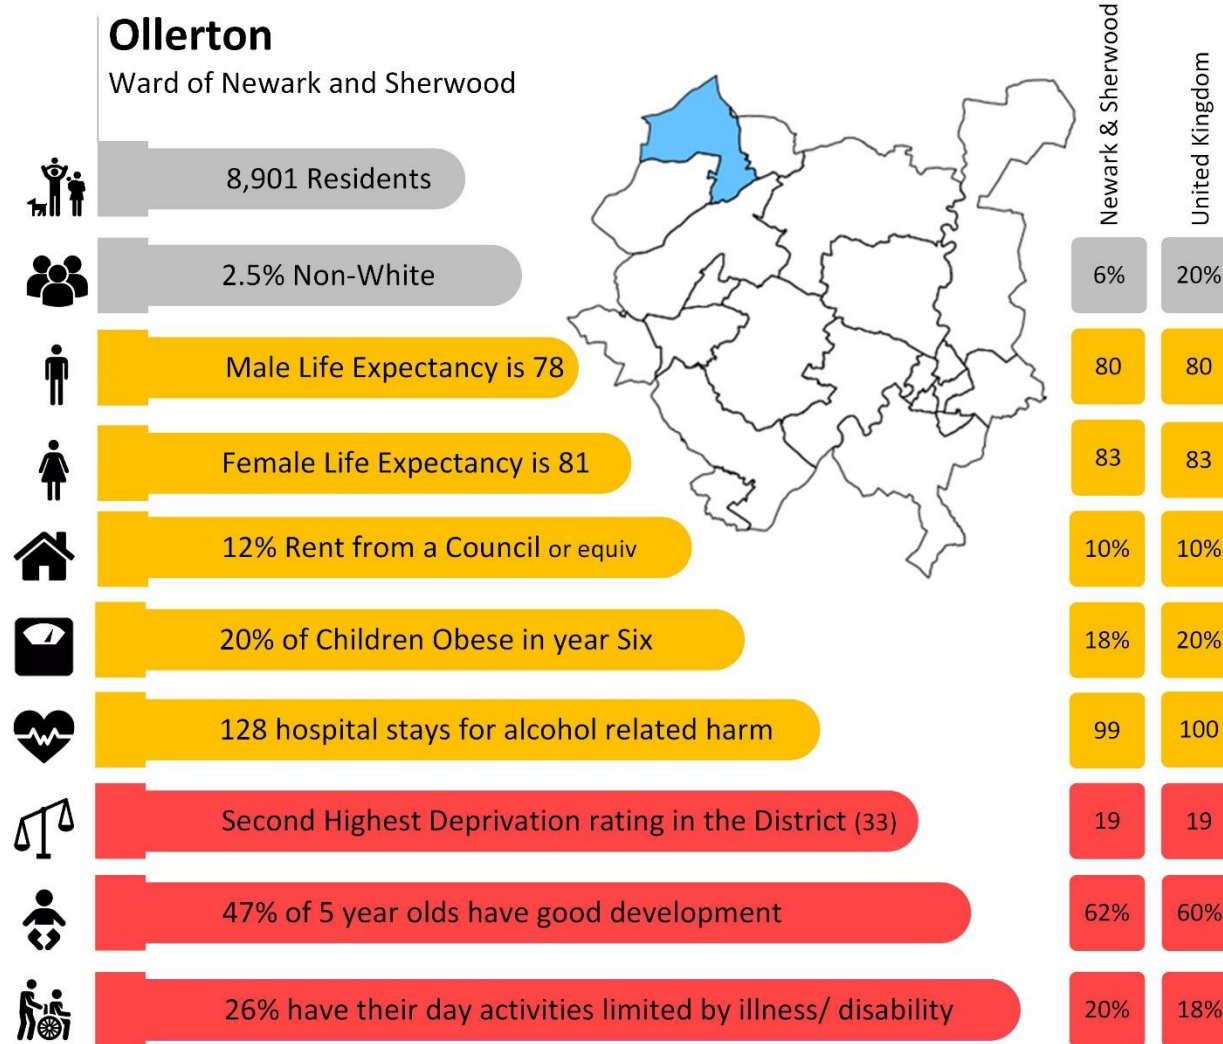 Ollerton
Ward of Newark and Sherwood
Newark & Sherwood
United Kingdom
8,901 Residents
2.5% Non-White 6% 20%
Male Life Expectancy is 78 80 80
Female Life Expectancy is 81 83 83
12% Rent from a Council or equiv 10% 10%
20% of Children Obese in year Six 18% 20%
128 hospital stays for alcohol related harm 99 100
Second Highest Deprivation rating in the District (33) 19 19
47% of 5 year olds have good development 62% 60%
26% have their day activities limited by illness/ disability 20% 18%